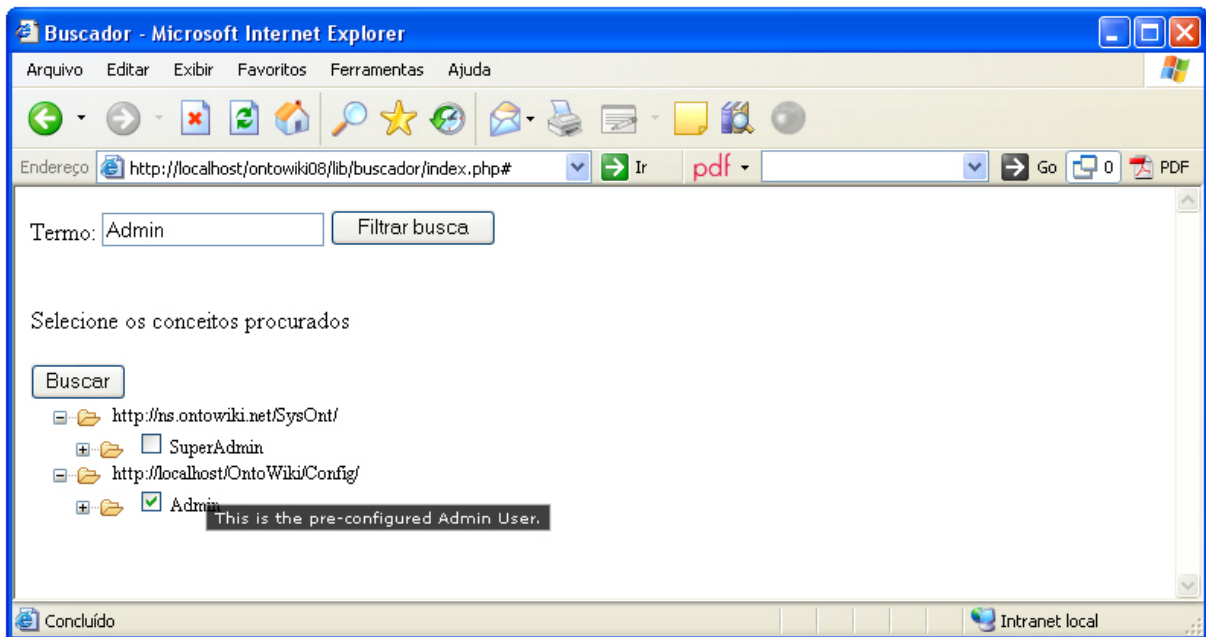 Buscador - Microsoft Internet Explorer
Arquivo Editar Exibir Favoritos Ferramentas Ajuda
Endereço http://localhost/ontowiki08/lib/buscador/index.php# Ir pdf Go 0 PDF
Termo: Admin Filtrar busca
Selecione os conceitos procurados
Buscar
http://ns.ontowiki.net/SysOnt/
SuperAdmin
http://localhost/OntoWiki/Config/
Admin
This is the pre-configured Admin User.
Concluído Intranet local